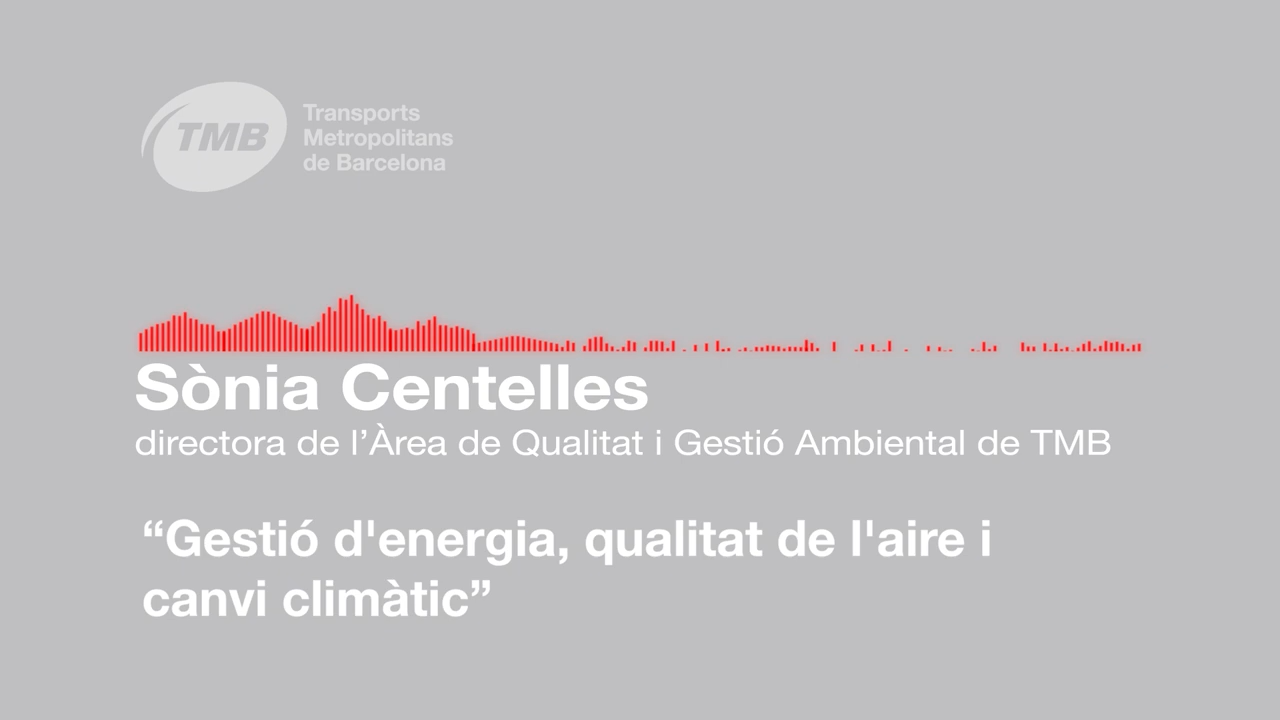 TMB
Transports
Metropolitans
de Barcelona
Sònia Centelles
directora de l’Àrea de Qualitat i Gestió Ambiental de TMB
“Gestió d'energia, qualitat de l'aire i
canvi climàtic”